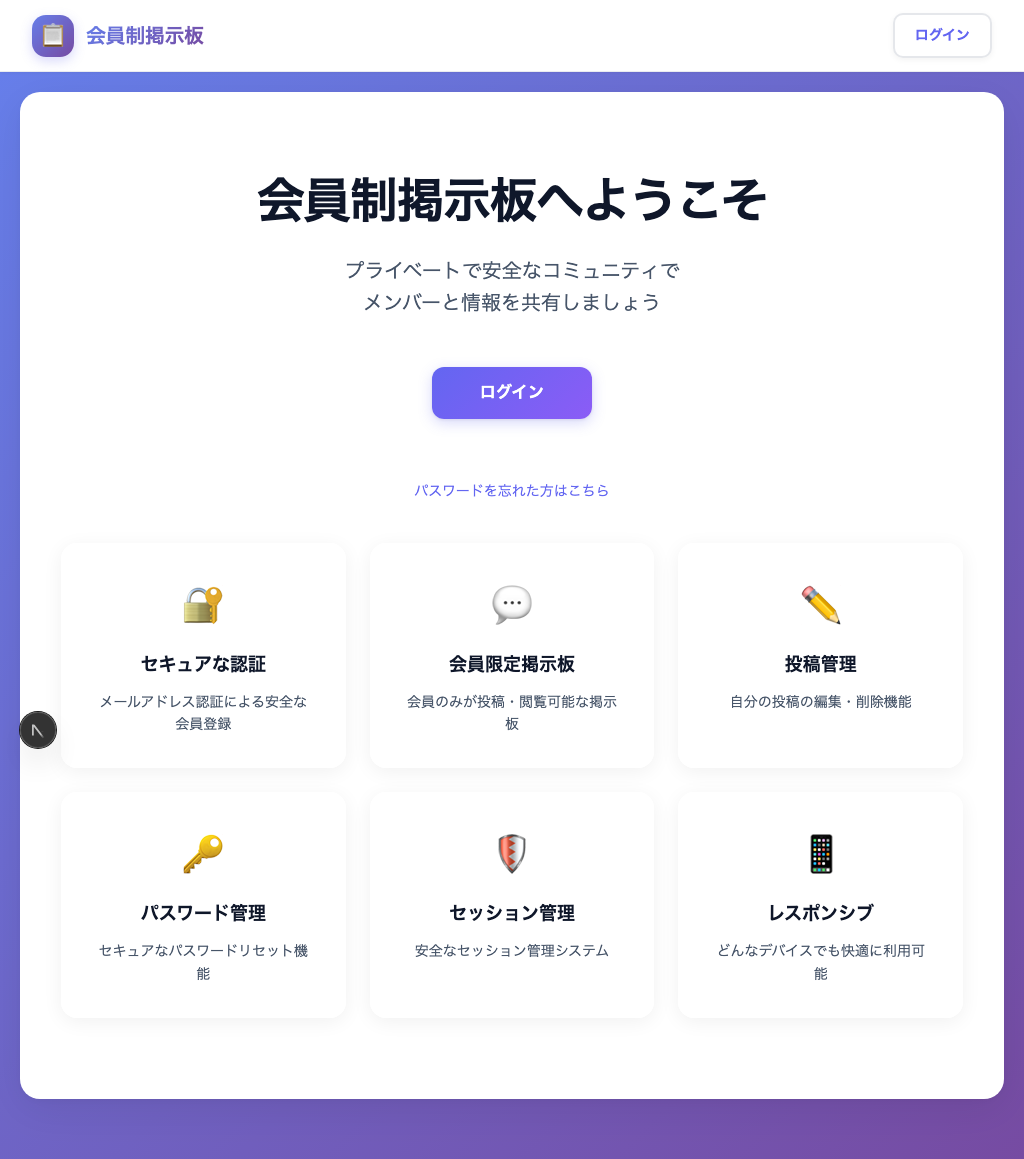 会員制掲示板
ログイン
会員制掲示板へようこそ
プライベートで安全なコミュニティで
メンバーと情報を共有しましょう
ログイン
パスワードを忘れた方はこちら
セキュアな認証
メールアドレス認証による安全な
会員登録
会員限定掲示板
会員のみが投稿・閲覧可能な掲示
板
投稿管理
自分の投稿の編集・削除機能
パスワード管理
セキュアなパスワードリセット機
能
セッション管理
安全なセッション管理システム
レスポンシブ
どんなデバイスでも快適に利用可
能